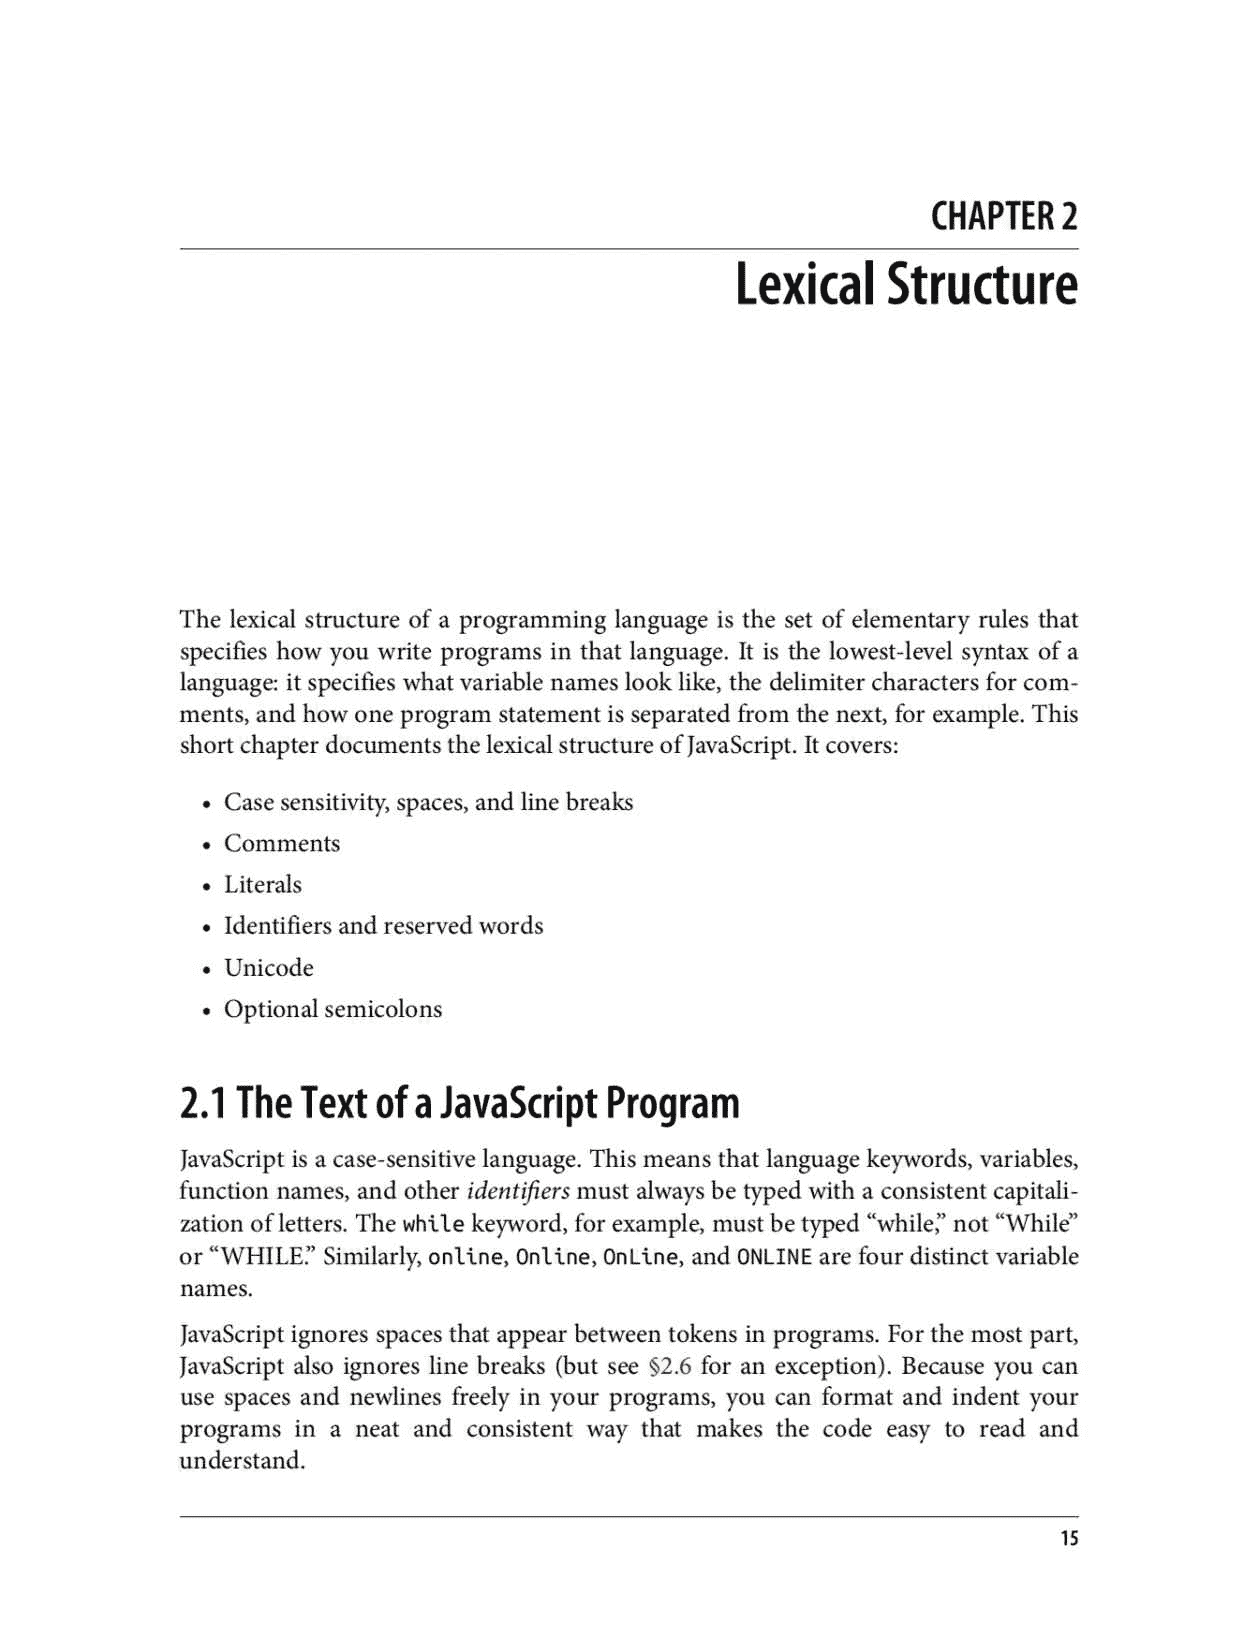 CHAPTER 2
Lexical Structure
The lexical structure of a programming language is the set of elementary rules that
specifies how you write programs in that language. It is the lowest-level syntax of a
language: it specifies what variable names look like, the delimiter characters for com-
ments, and how one program statement is separated from the next, for example. This
short chapter documents the lexical structure of JavaScript. It covers:
• Case sensitivity, spaces, and line breaks
• Comments
• Literals
• Identifiers and reserved words
• Unicode
• Optional semicolons
2.1 The Text of a JavaScript Program
JavaScript is a case-sensitive language. This means that language keywords, variables,
function names, and other identifiers must always be typed with a consistent capitali-
zation of letters. The while keyword, for example, must be typed “while,” not “While”
or “WHILE.” Similarly, online, Online, OnLine, and ONLINE are four distinct variable
names.
JavaScript ignores spaces that appear between tokens in programs. For the most part,
JavaScript also ignores line breaks (but see §2.6 for an exception). Because you can
use spaces and newlines freely in your programs, you can format and indent your
programs in a neat and consistent way that makes the code easy to read and
understand.
15